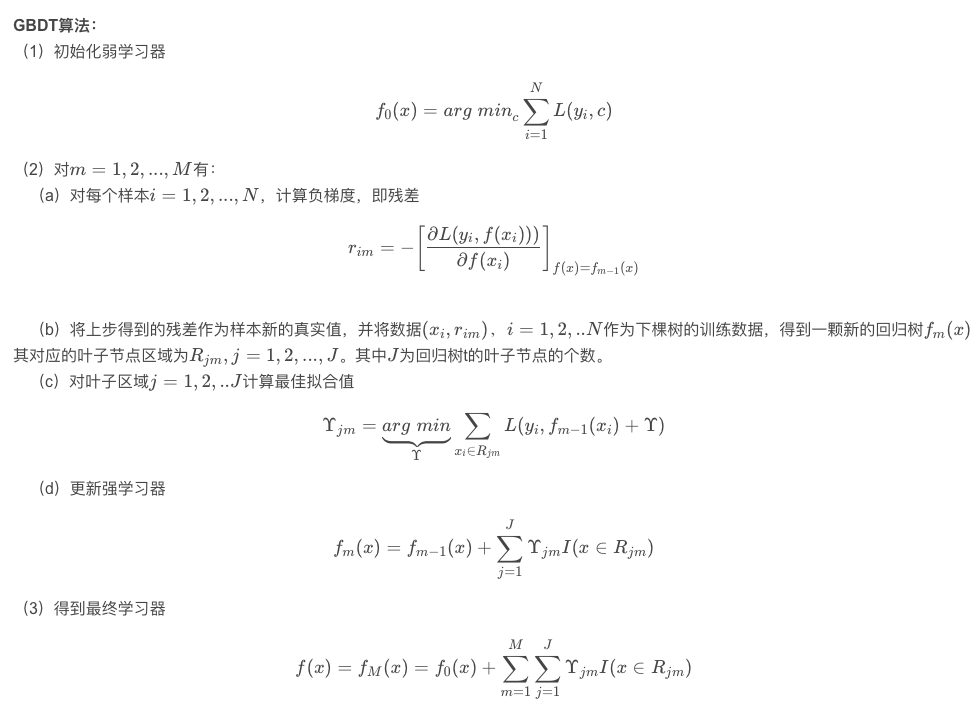 GBDT算法：
（1）初始化弱学习器
$f_0(x) = arg\ min_c \sum_{i=1}^{N} L(y_i, c)$
（2）对$m = 1, 2, ..., M$有：
（a）对每个样本$i = 1, 2, ..., N$，计算负梯度，即残差
$r_{im} = -\left[\frac{\partial L(y_i, f(x_i)))}{\partial f(x_i)}\right]_{f(x)=f_{m-1}(x)}$
（b）将上步得到的残差作为样本新的真实值，并将数据$(x_i, r_{im})$，$i = 1, 2, ..N$作为下棵树的训练数据，得到一颗新的回归树$f_m(x)$
其对应的叶子节点区域为$R_{jm}, j = 1, 2, ..., J$。其中$J$为回归树t的叶子节点的个数。
（c）对叶子区域$j = 1, 2, ..J$计算最佳拟合值
$\Upsilon_{jm} = \underbrace{arg\ min}_{\Upsilon} \sum_{x_i \in R_{jm}} L(y_i, f_{m-1}(x_i) + \Upsilon)$
（d）更新强学习器
$f_m(x) = f_{m-1}(x) + \sum_{j=1}^{J} \Upsilon_{jm} I(x \in R_{jm})$
（3）得到最终学习器
$f(x) = f_M(x) = f_0(x) + \sum_{m=1}^{M} \sum_{j=1}^{J} \Upsilon_{jm} I(x \in R_{jm})$